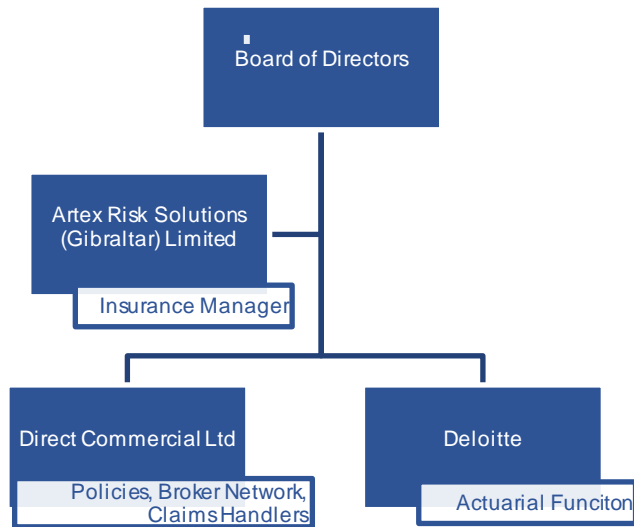 Board of Directors
Artex Risk Solutions
(Gibraltar) Limited
Insurance Manager
Direct Commercial Ltd
Policies, Broker Network,
Claims Handlers
Deloitte
Actuarial Funciton